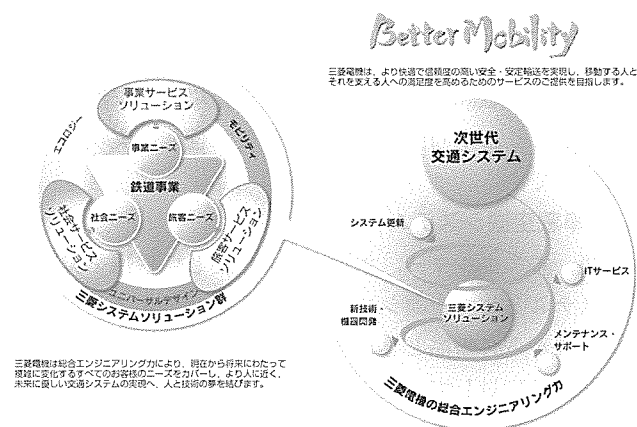 Better Mobility
三菱電機は、より快適で信頼度の高い安全・安定輸送を実現し、移動する人と
それを支える人への満足度を高めるためのサービスのご提供を目指します。
事業サービス
ソリューション
エコロジー
モビリティ
事業ニーズ
鉄道事業
社会ニーズ
旅客ニーズ
社会サービス
ソリューション
旅客サービス
ソリューション
ユニバーサルデザイン
三菱システムソリューション群
次世代
交通システム
システム更新
ITサービス
三菱システム
ソリューション
新技術・
機器開発
メンテナンス・
サポート
三菱電機の総合エンジニアリング力
三菱電機は総合エンジニアリング力により、現在から将来にわたって
複雑に変化するすべてのお客様のニーズをカバーし、より人に近く、
未来に優しい交通システムの実現へ、人と技術の夢を結びます。